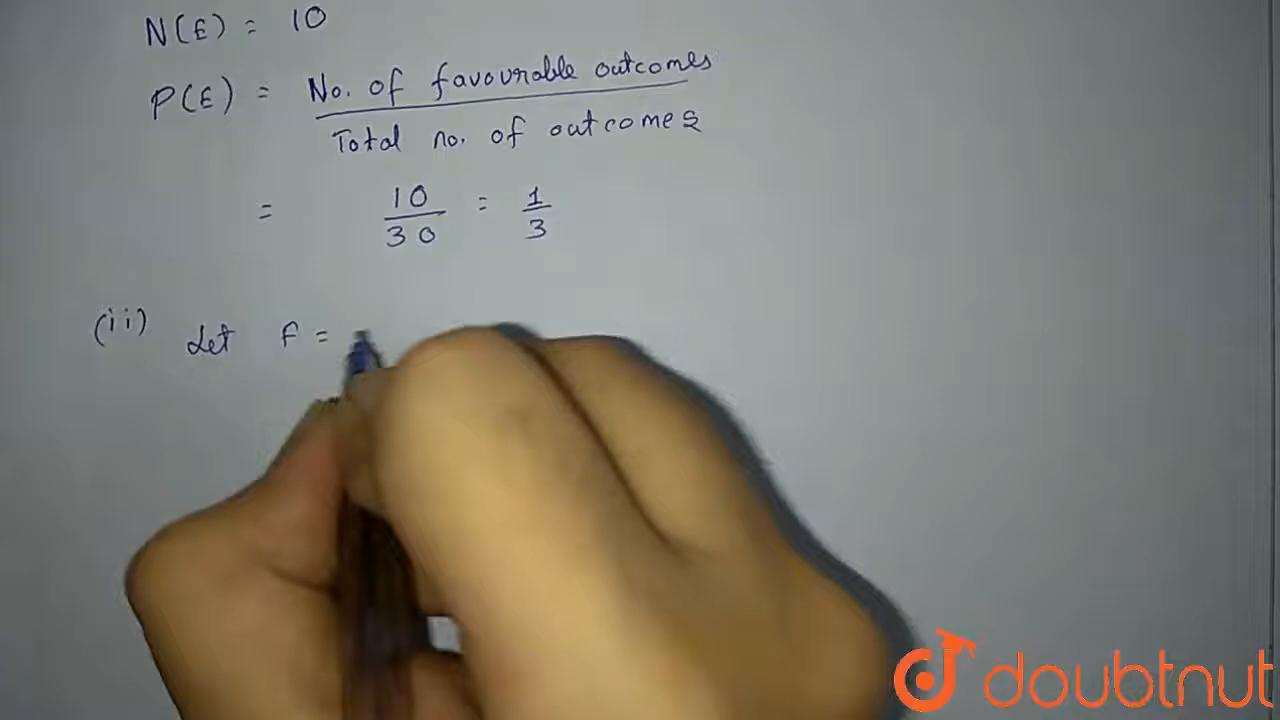 N(E) = 10
P(E) = No. of favourable outcomes
Total no. of outcomes
= 10/30 = 1/3
(ii) Let F =
doubtnut